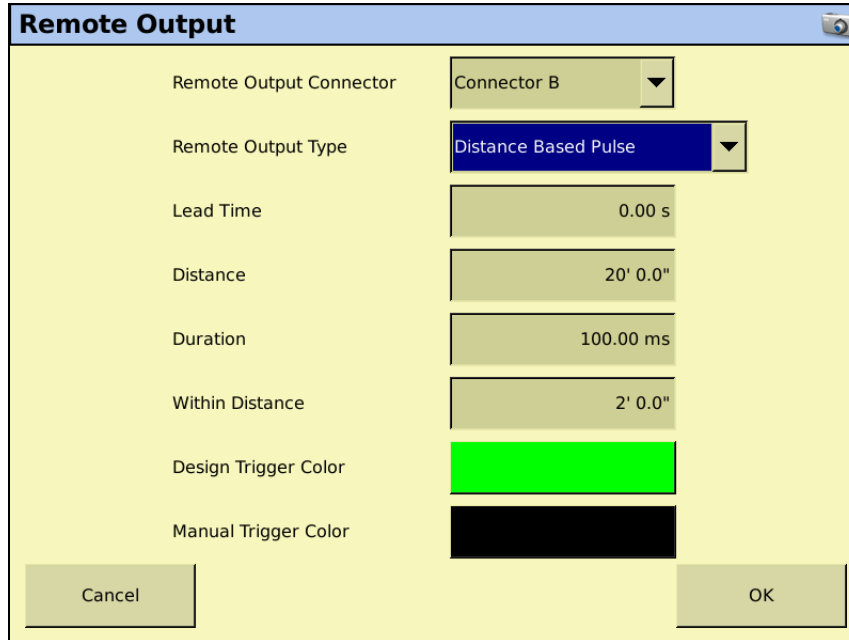 Remote Output
Remote Output Connector Connector B
Remote Output Type Distance Based Pulse
Lead Time 0.00 s
Distance 20' 0.0"
Duration 100.00 ms
Within Distance 2' 0.0"
Design Trigger Color
Manual Trigger Color
Cancel OK